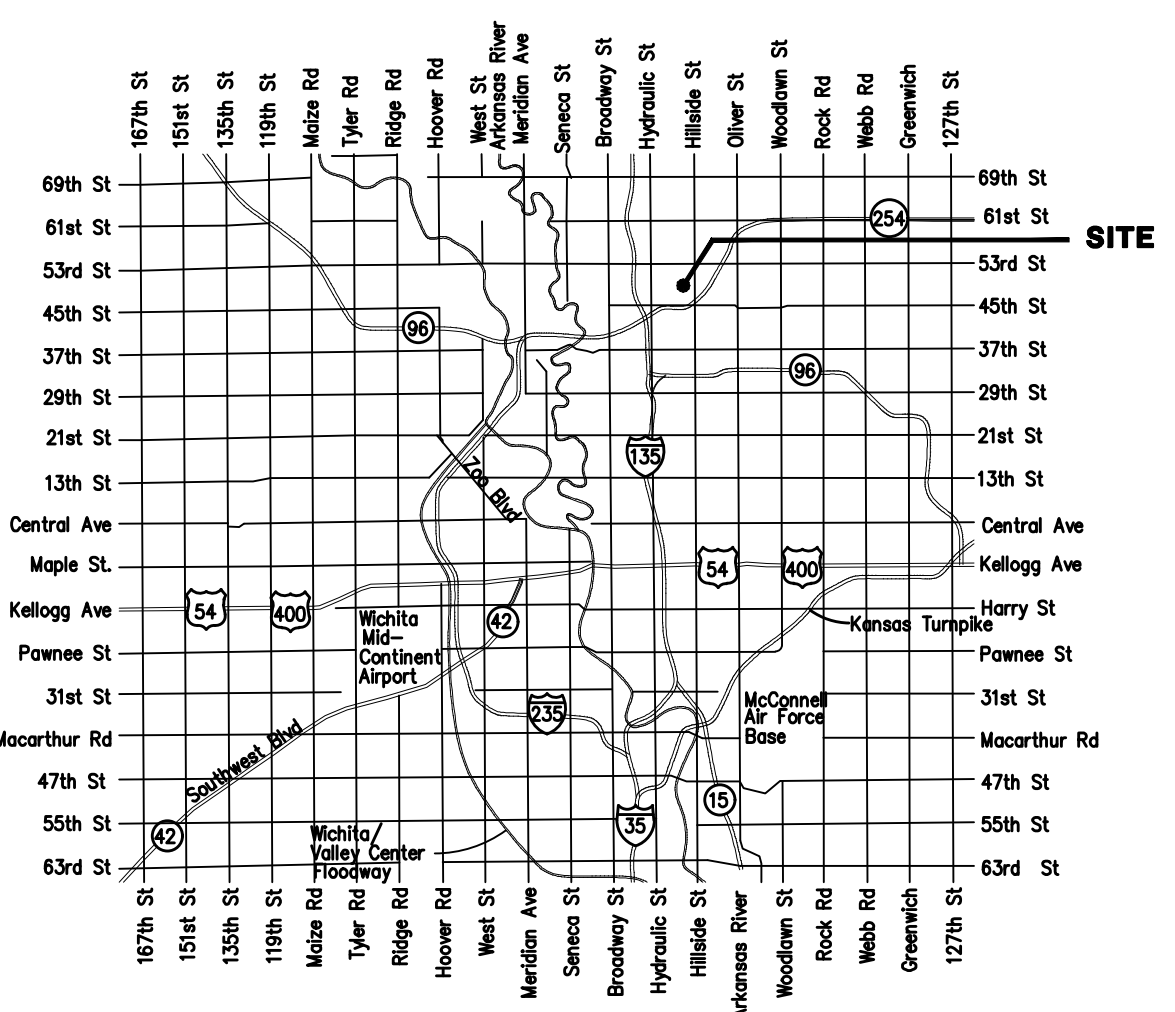 167th St
151st St
135th St
119th St
Maize Rd
Tyler Rd
Ridge Rd
Hoover Rd
West St
Arkansas River
Meridian Ave
Seneca St
Broadway St
Hydraulic St
Hillside St
Oliver St
Woodlawn St
Rock Rd
Webb Rd
Greenwich
127th St
69th St
69th St
61st St
254
61st St
SITE
53rd St
53rd St
45th St
45th St
96
37th St
37th St
96
29th St
29th St
21st St
21st St
135
13th St
Zoo Blvd
13th St
Central Ave
Central Ave
Maple St.
54
400
Kellogg Ave
Kellogg Ave
54
400
42
Harry St
Wichita
Mid-
Continent
Airport
Kansas Turnpike
Pawnee St
Pawnee St
31st St
31st St
235
McConnell
Air Force
Base
Macarthur Rd
Macarthur Rd
Southwest Blvd
47th St
47th St
15
55th St
42
35
55th St
Wichita/
Valley Center
Floodway
63rd St
63rd St
167th St
151st St
135th St
119th St
Maize Rd
Tyler Rd
Ridge Rd
Hoover Rd
West St
Meridian Ave
Seneca St
Broadway St
Hydraulic St
Hillside St
Arkansas River
Woodlawn St
Rock Rd
Webb Rd
Greenwich
127th St